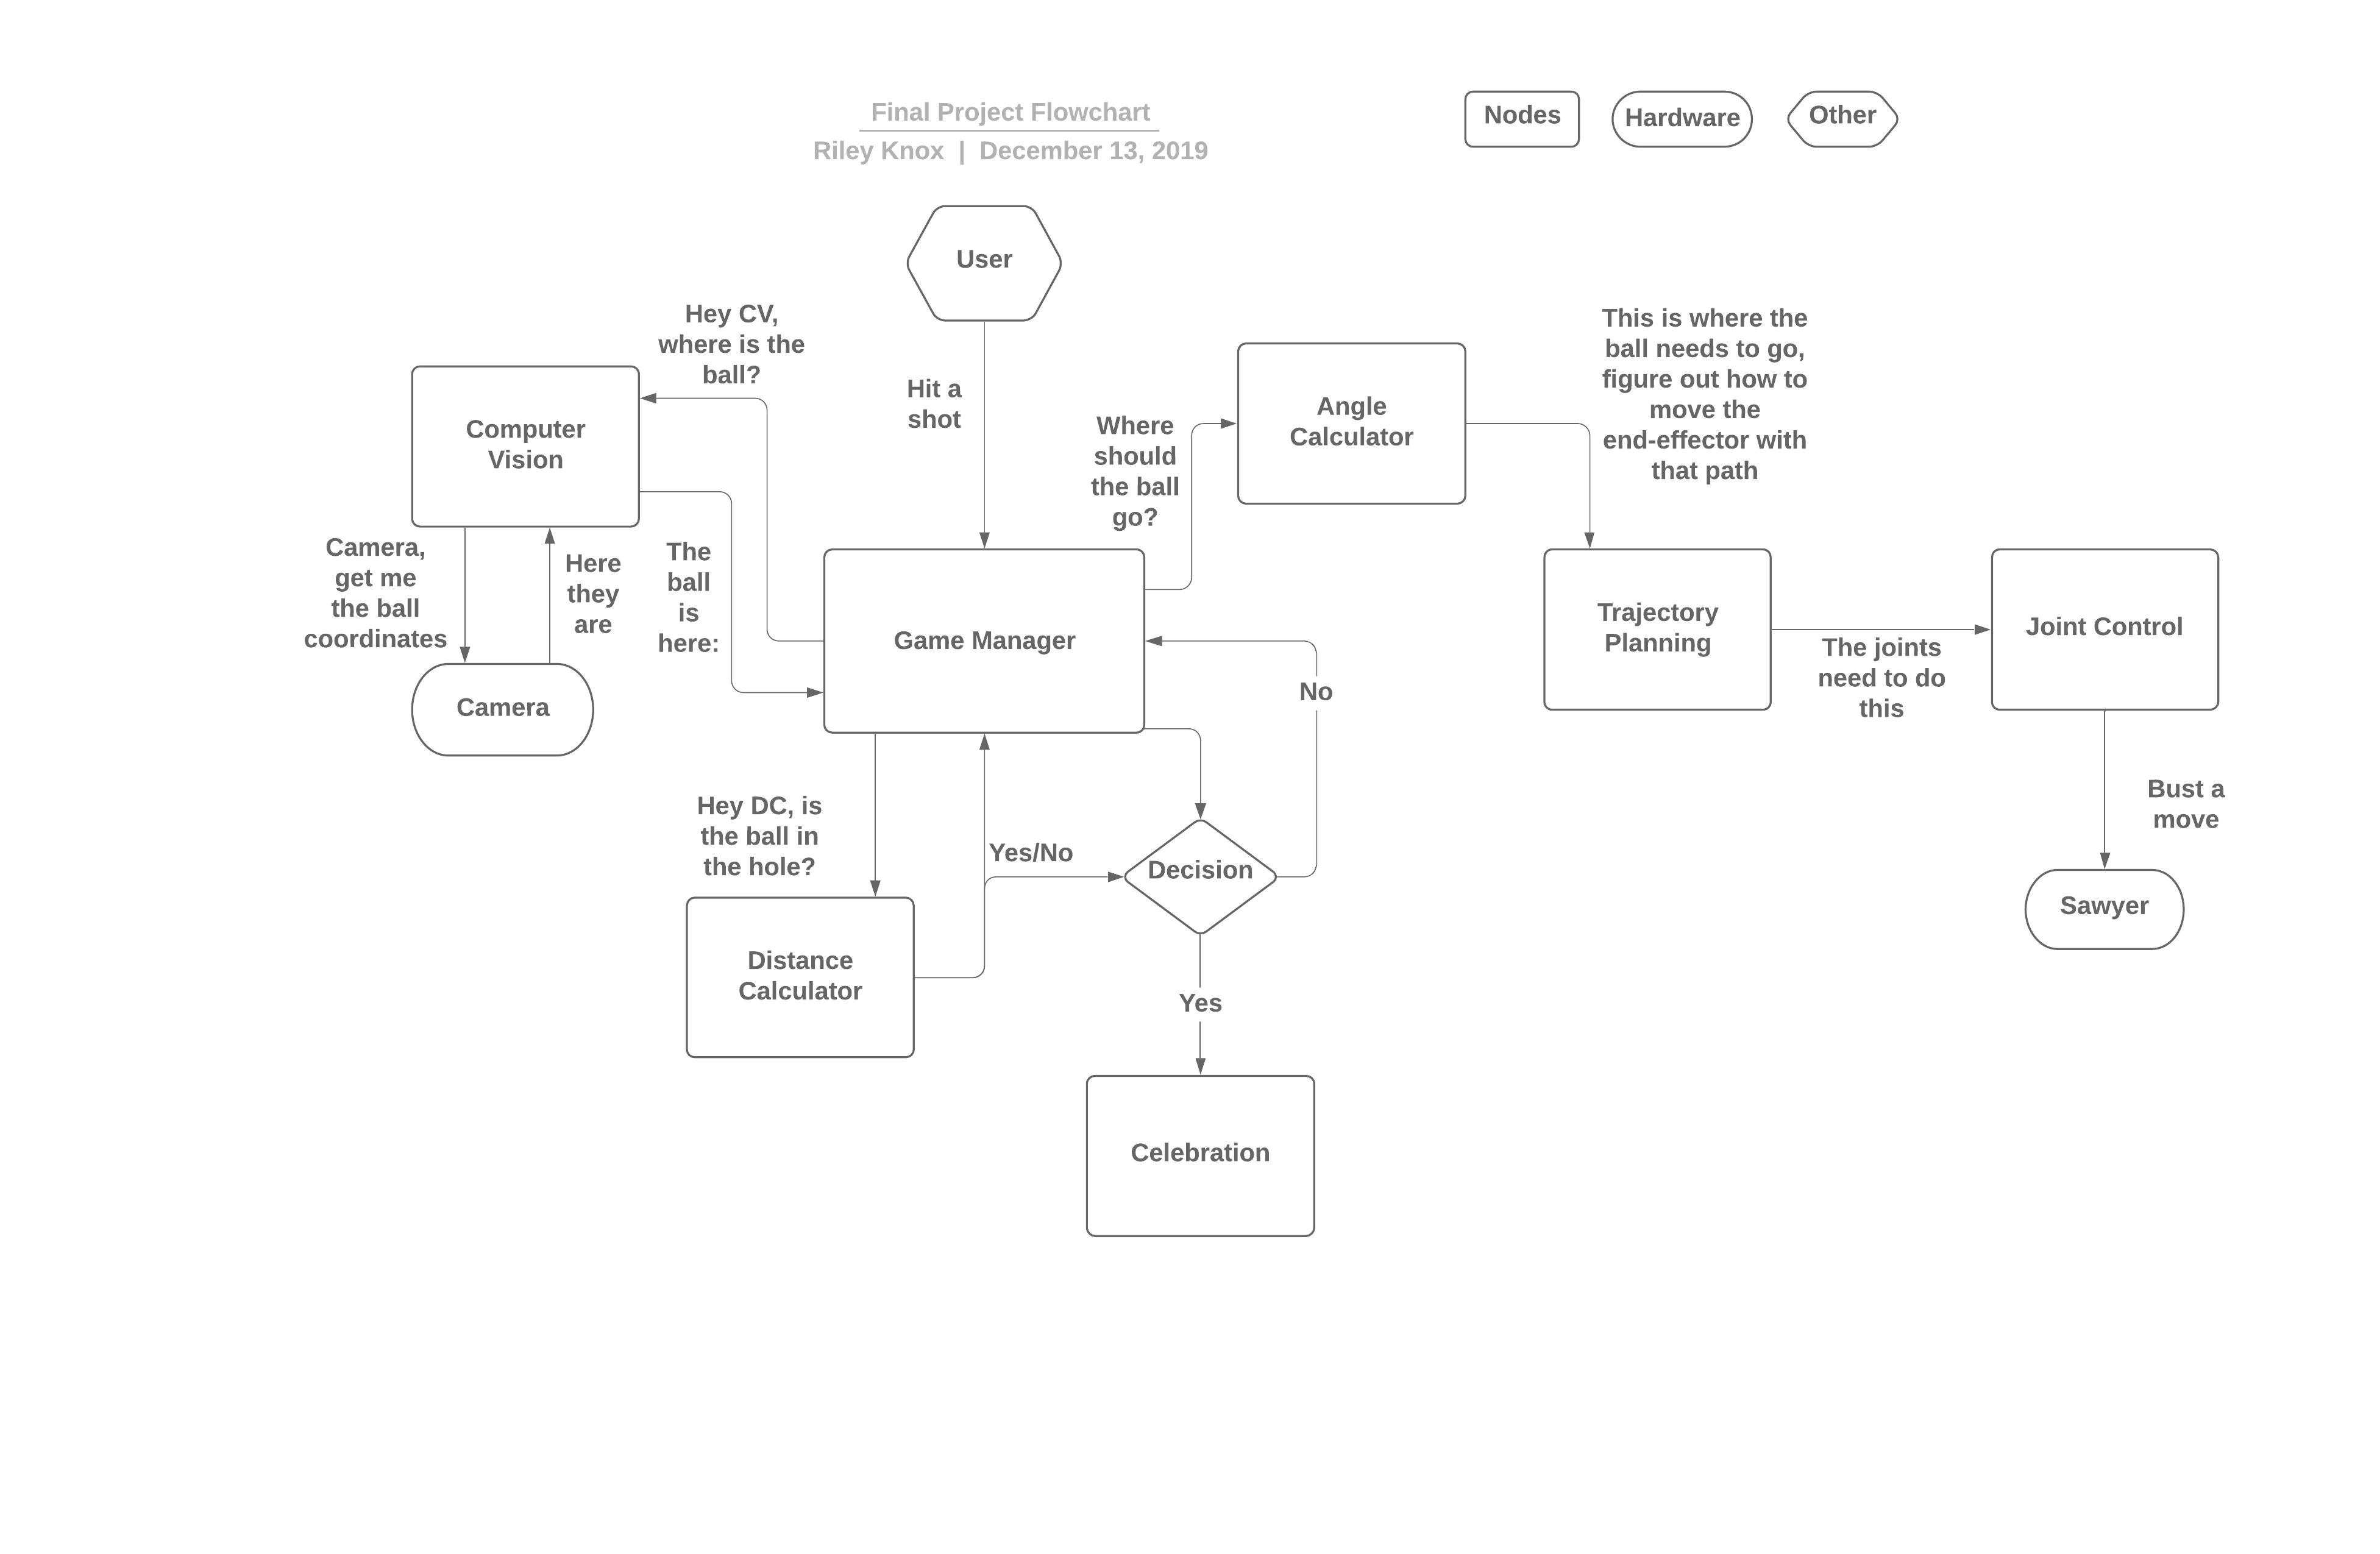 Final Project Flowchart
Riley Knox | December 13, 2019
Nodes
Hardware
Other
User
Hey CV,
where is the
ball?
Hit a
shot
Computer
Vision
Where
should
the ball
go?
Angle
Calculator
This is where the
ball needs to go,
figure out how to
move the
end-effector with
that path
Camera,
get me
the ball
coordinates
Here
they
are
The
ball
is
here:
Game Manager
No
Trajectory
Planning
The joints
need to do
this
Joint Control
Camera
Hey DC, is
the ball in
the hole?
Yes/No
Decision
Bust a
move
Sawyer
Distance
Calculator
Yes
Celebration